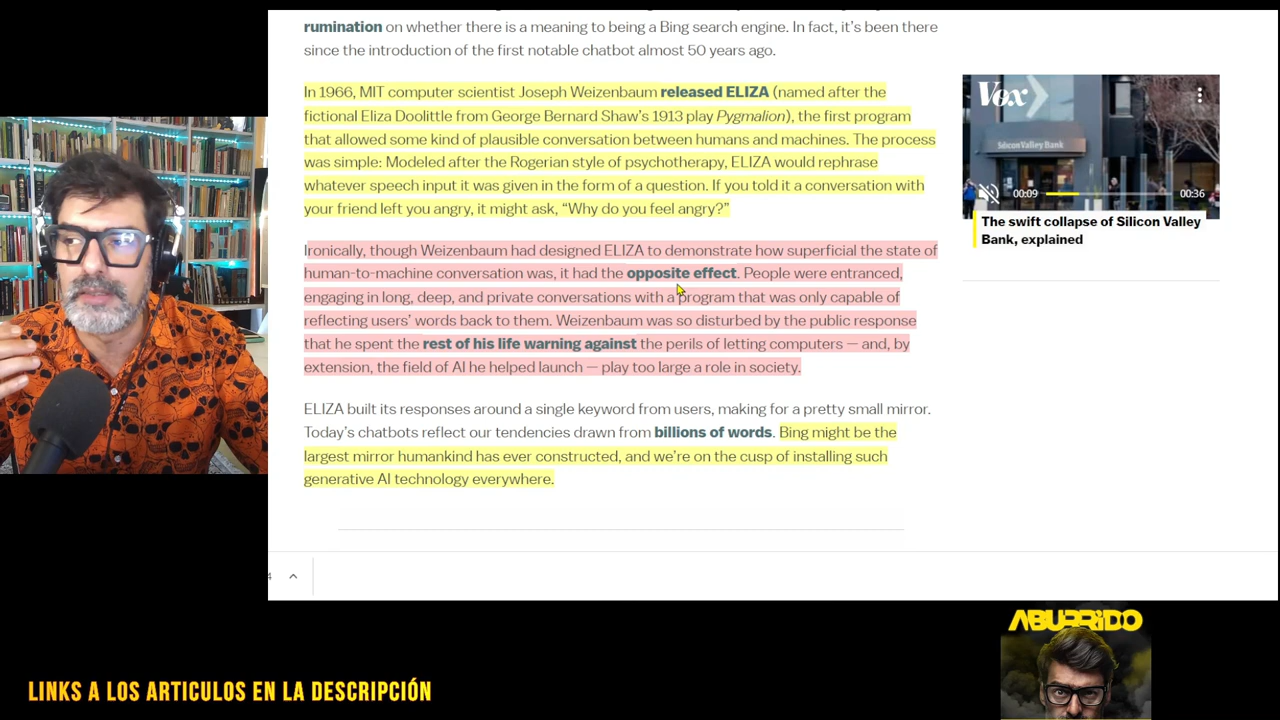 rumination on whether there is a meaning to being a Bing search engine. In fact, it's been there
since the introduction of the first notable chatbot almost 50 years ago.
In 1966, MIT computer scientist Joseph Weizenbaum released ELIZA (named after the
fictional Eliza Doolittle from George Bernard Shaw's 1913 play Pygmalion), the first program
that allowed some kind of plausible conversation between humans and machines. The process
was simple: Modeled after the Rogerian style of psychotherapy, ELIZA would rephrase
whatever speech input it was given in the form of a question. If you told it a conversation with
your friend left you angry, it might ask, “Why do you feel angry?”
Ironically, though Weizenbaum had designed ELIZA to demonstrate how superficial the state of
human-to-machine conversation was, it had the opposite effect. People were entranced,
engaging in long, deep, and private conversations with a program that was only capable of
reflecting users' words back to them. Weizenbaum was so disturbed by the public response
that he spent the rest of his life warning against the perils of letting computers — and, by
extension, the field of AI he helped launch — play too large a role in society.
ELIZA built its responses around a single keyword from users, making for a pretty small mirror.
Today's chatbots reflect our tendencies drawn from billions of words. Bing might be the
largest mirror humankind has ever constructed, and we're on the cusp of installing such
generative AI technology everywhere.
Vox
Silicon Valley Bank
00:09
00:36
The swift collapse of Silicon Valley
Bank, explained
ABURRIDO
LINKS A LOS ARTICULOS EN LA DESCRIPCIÓN